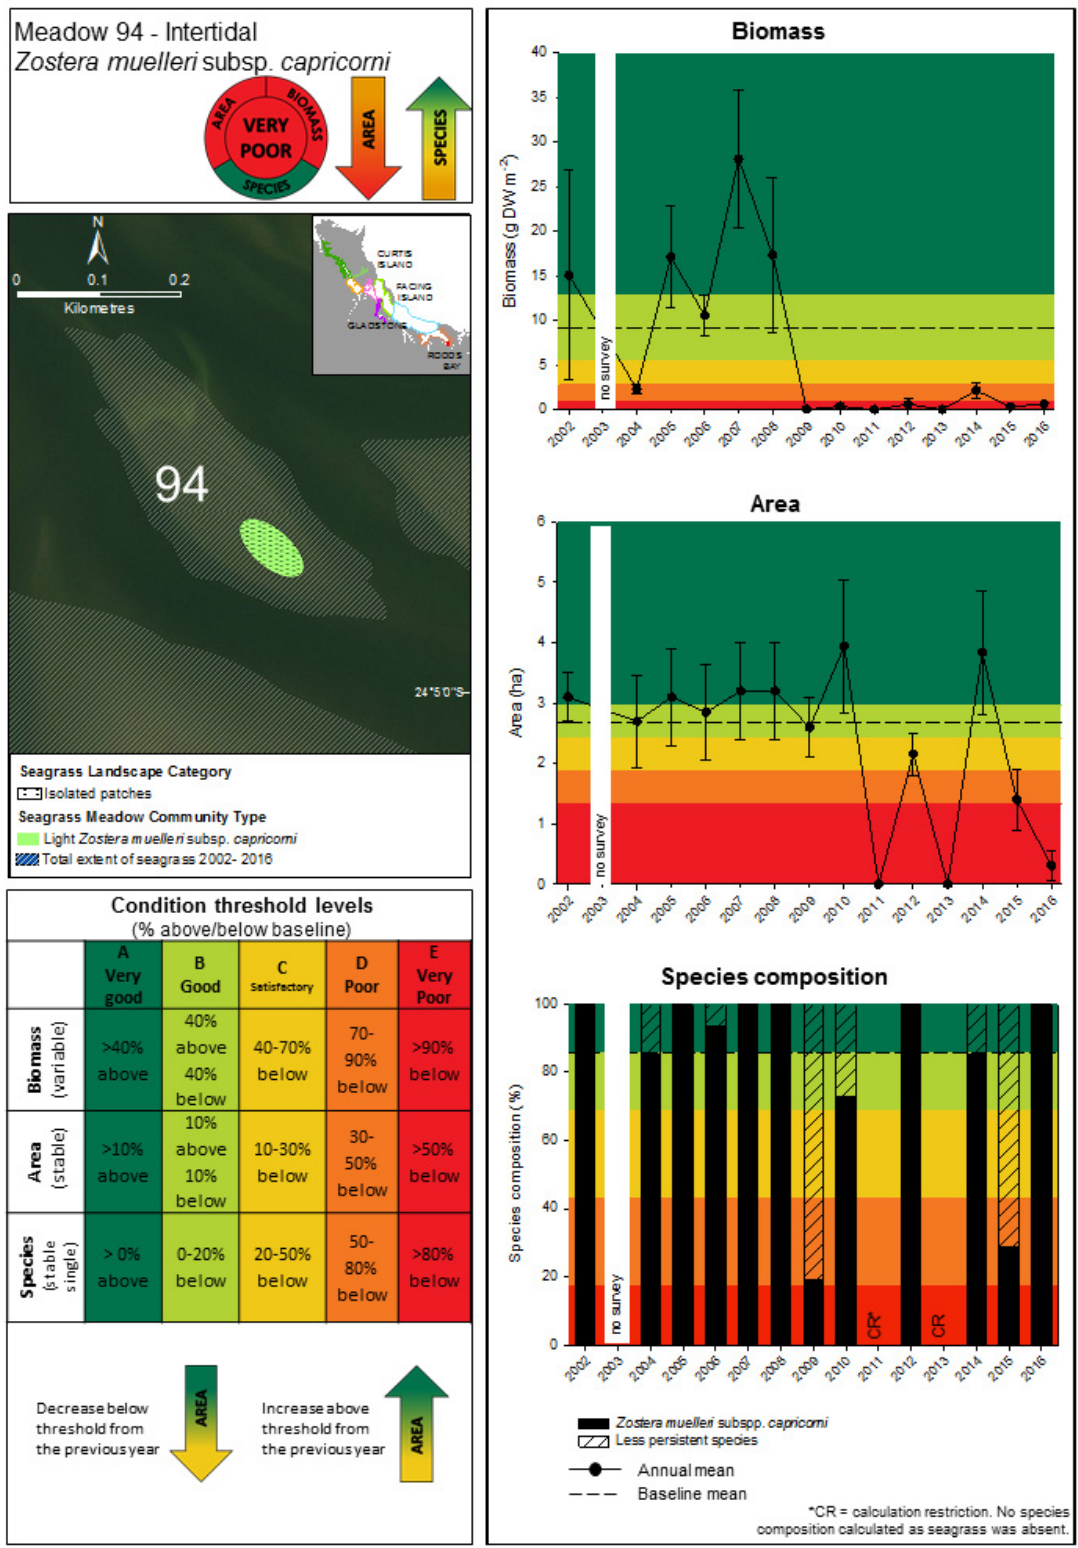 Meadow 94 - Intertidal
Zostera muelleri subsp. capricorni
AREA
BIOMASS
VERY
POOR
SPECIES
AREA
SPECIES
N
0 0.1 0.2
Kilometres
CURTIS
ISLAND
FACING
ISLAND
GLADSTONE
RODDS
BAY
94
24°5'0"S
Seagrass Landscape Category
Isolated patches
Seagrass Meadow Community Type
Light Zostera muelleri subsp. capricorni
Total extent of seagrass 2002- 2016
Condition threshold levels
(% above/below baseline)
A
Very
good
B
Good
C
Satisfactory
D
Poor
E
Very
Poor
Biomass
(variable)
>40%
above
40%
above
40%
below
40-70%
below
70-
90%
below
>90%
below
Area
(stable)
>10%
above
10%
above
10%
below
10-30%
below
30-
50%
below
>50%
below
Species
(stable
single)
> 0%
above
0-20%
below
20-50%
below
50-
80%
below
>80%
below
Decrease below
threshold from
the previous year
AREA
Increase above
threshold from
the previous year
AREA
Biomass
Biomass (g DW m-2)
40
35
30
25
20
15
10
5
0
no survey
2002 2003 2004 2005 2006 2007 2008 2009 2010 2011 2012 2013 2014 2015 2016
Area
Area (ha)
6
5
4
3
2
1
0
no survey
2002 2003 2004 2005 2006 2007 2008 2009 2010 2011 2012 2013 2014 2015 2016
Species composition
Species composition (%)
100
80
60
40
20
0
no survey
CR*
CR
2002 2003 2004 2005 2006 2007 2008 2009 2010 2011 2012 2013 2014 2015 2016
Zostera muelleri subspp. capricorni
Less persistent species
Annual mean
Baseline mean
*CR = calculation restriction. No species
composition calculated as seagrass was absent.